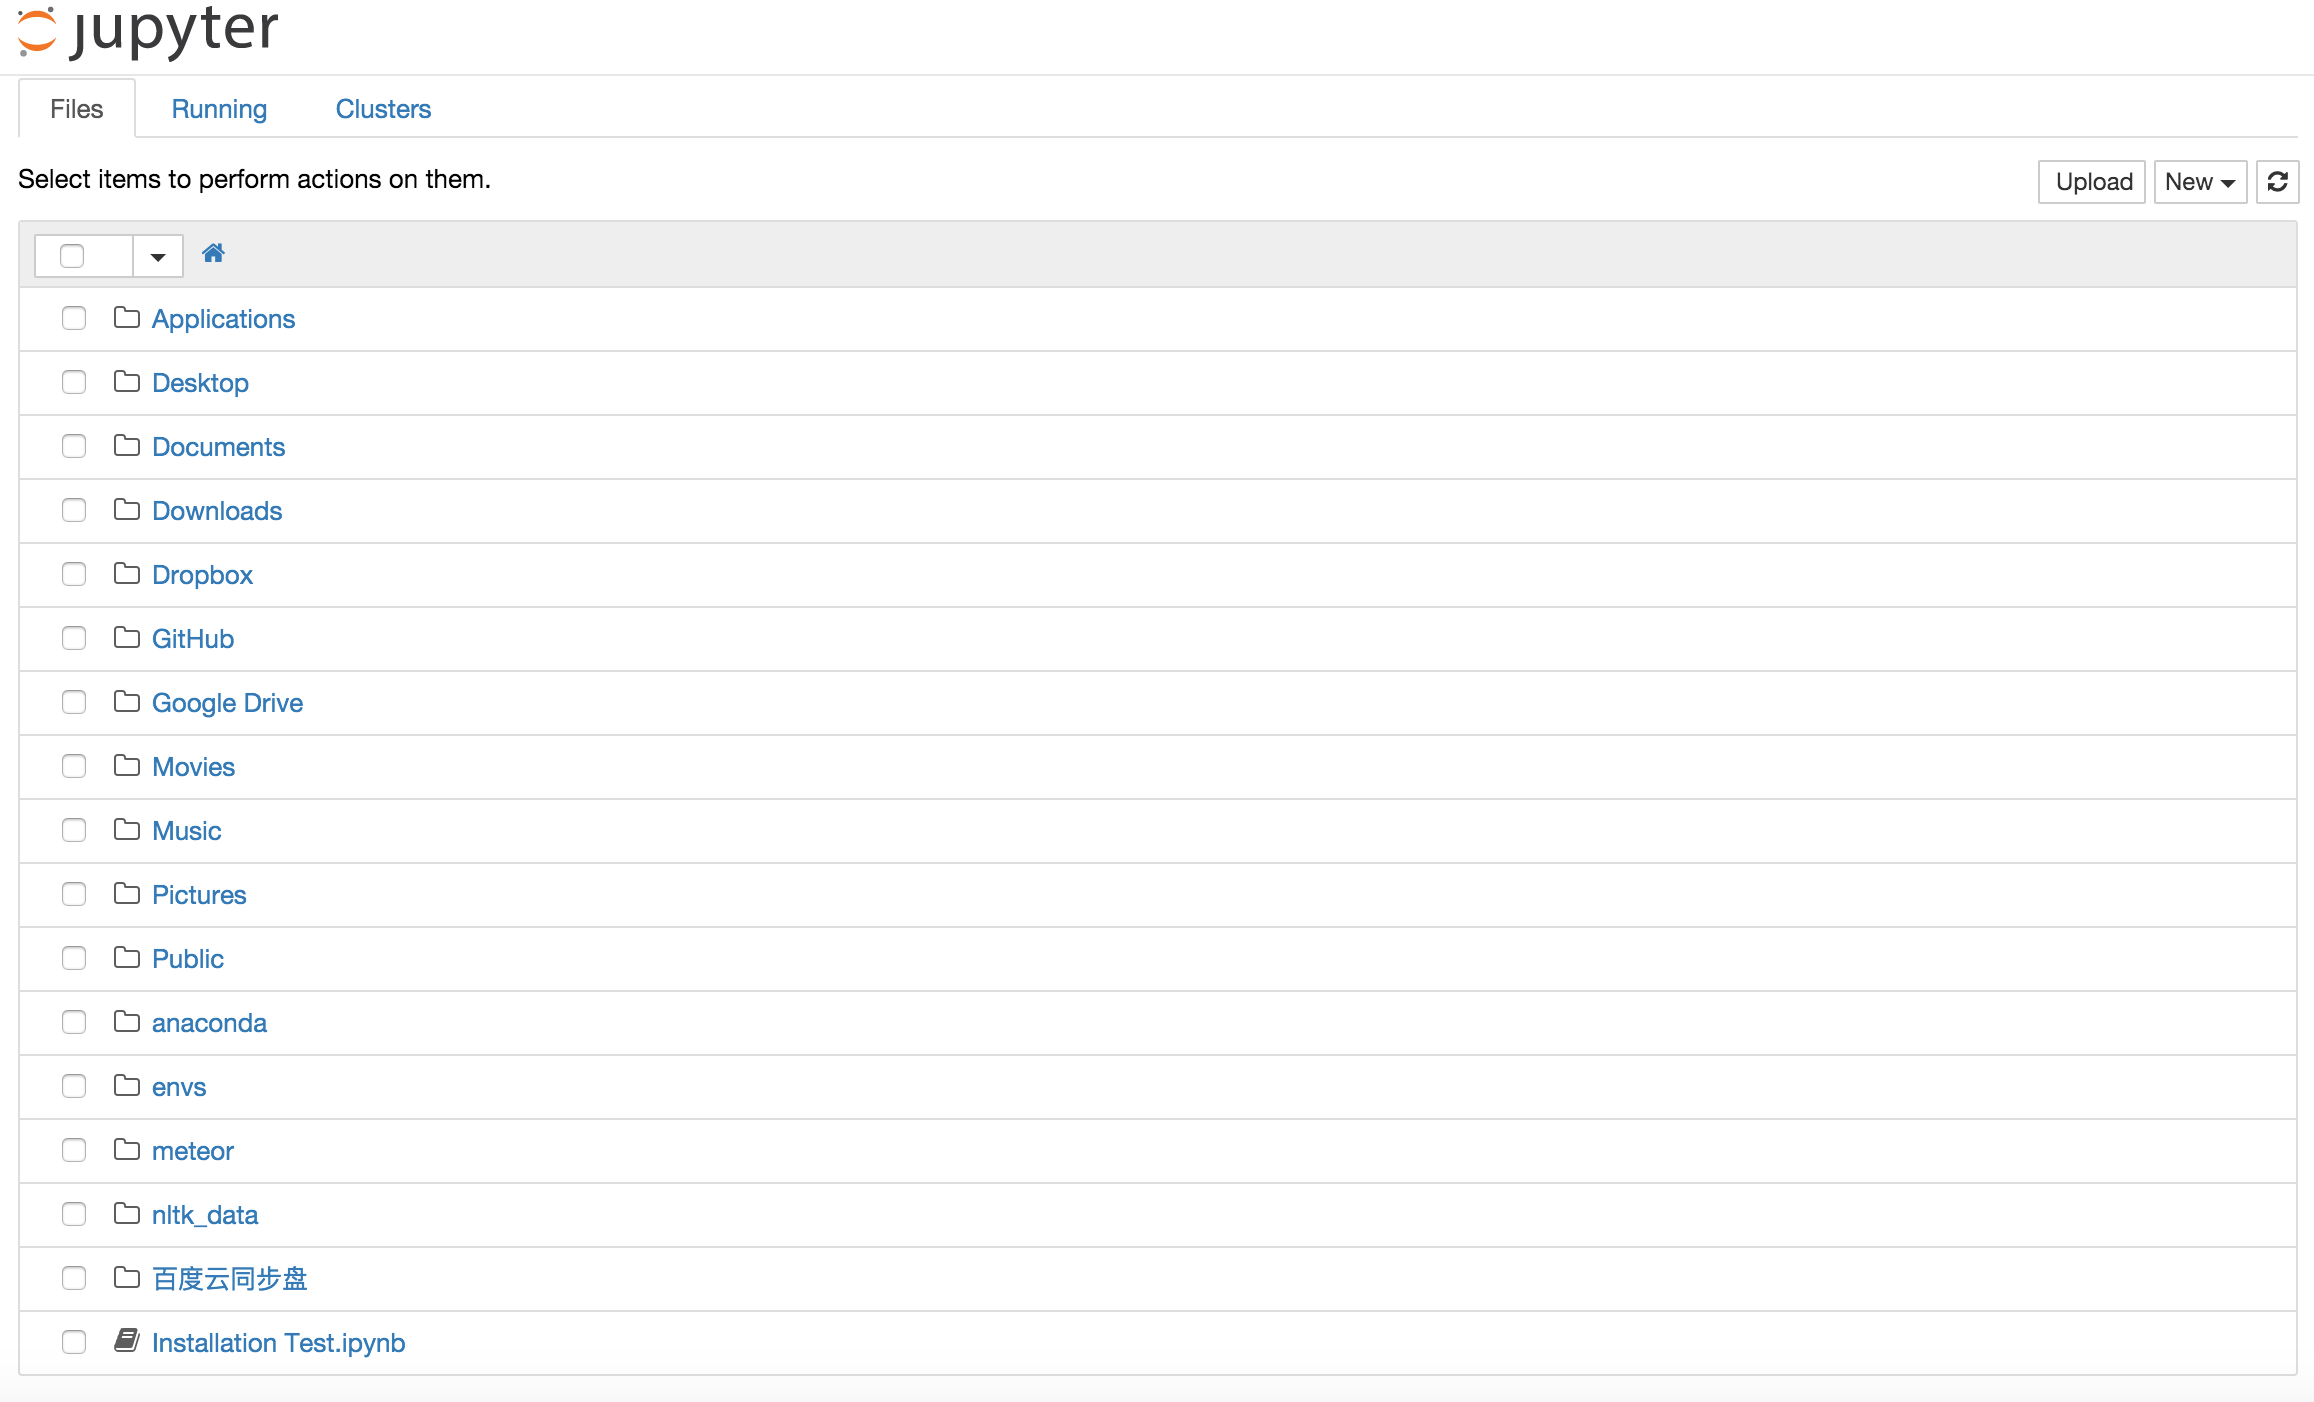 jupyter
Files Running Clusters
Select items to perform actions on them. Upload New
Applications
Desktop
Documents
Downloads
Dropbox
GitHub
Google Drive
Movies
Music
Pictures
Public
anaconda
envs
meteor
nltk_data
百度云同步盘
Installation Test.ipynb